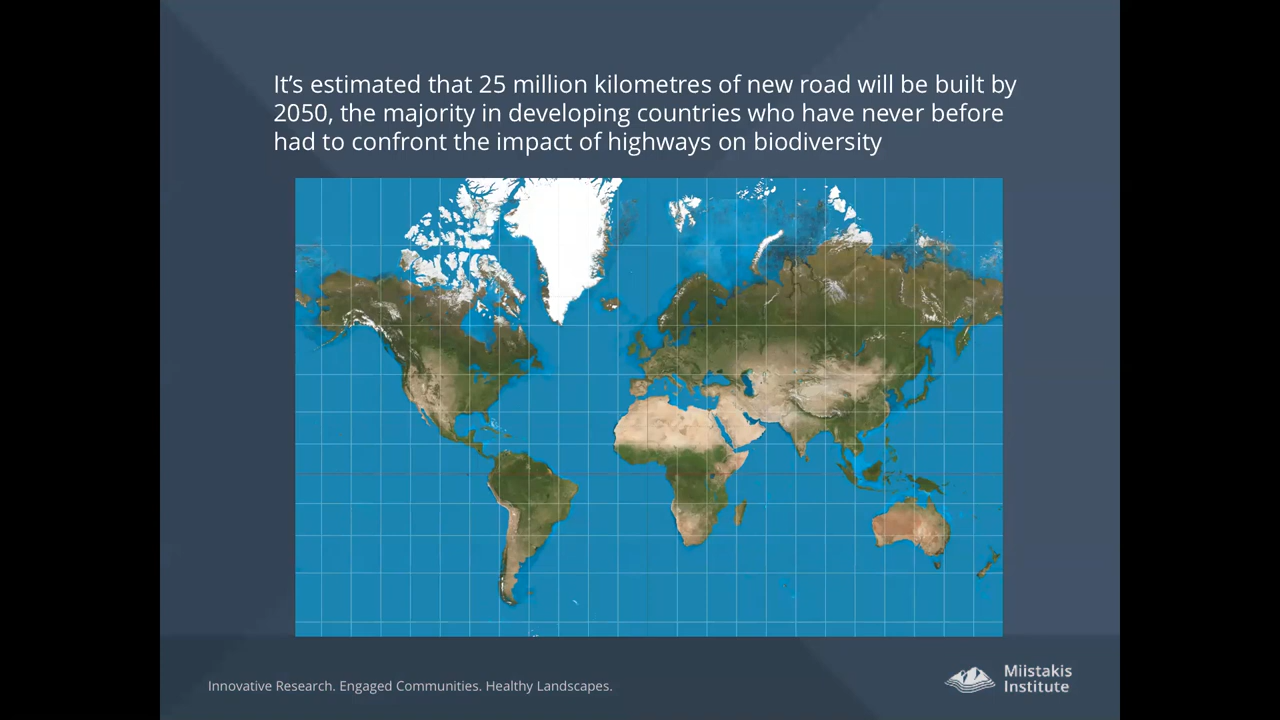 It’s estimated that 25 million kilometres of new road will be built by
2050, the majority in developing countries who have never before
had to confront the impact of highways on biodiversity
Innovative Research. Engaged Communities. Healthy Landscapes.
Miistakis
Institute